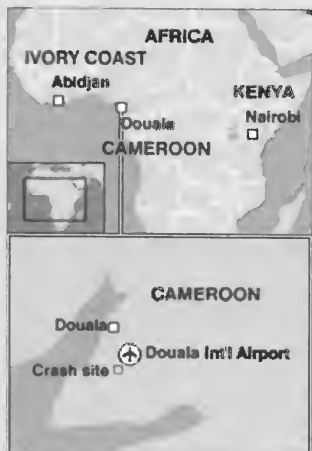 AFRICA
IVORY COAST
Abidjan
KENYA
Nairobi
Douala
CAMEROON
CAMEROON
Douala
Douala Int'l Airport
Crash site